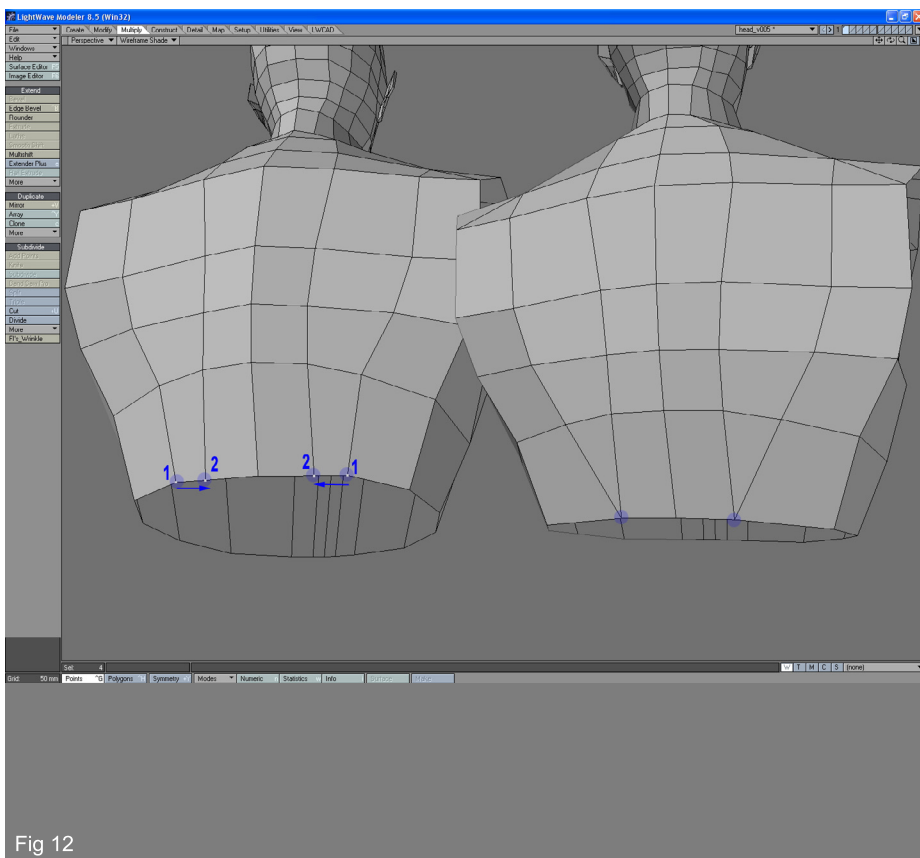 LightWave Modeler 8.5 (Win32)
File Create Modify Multiply Construct Detail Map Setup Utilities View LWCAD head_v005 * 1
Edit Perspective Wireframe Shade
Windows
Help
Surface Editor
Image Editor
Extend
Edge Bevel
Rounder
Multishift
Extender Plus
More
Duplicate
Mirror
Array
Clone
More
Subdivide
Cut
Divide
More
FI's_Wrinkle
1 2 2 1
Sel: 4 W T M C S (none)
Grid: 50 mm Points ^G Polygons ^H Symmetry Modes Numeric Statistics Info
Fig 12